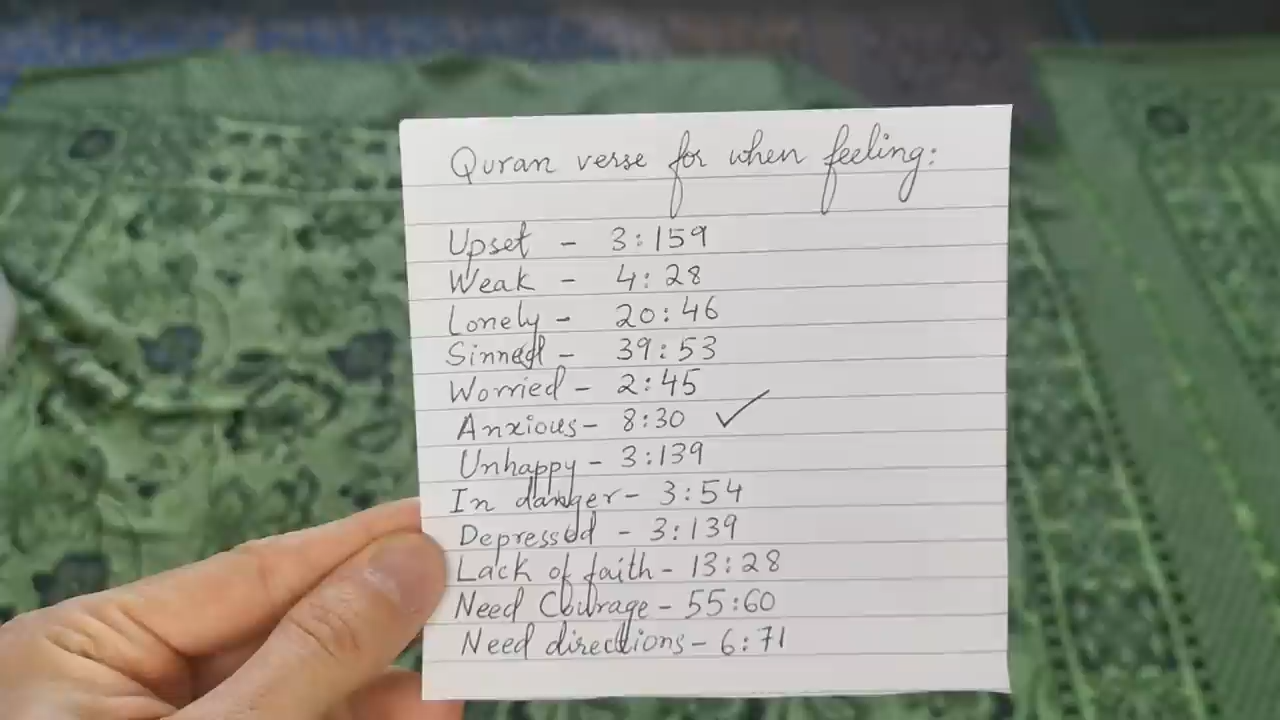 Quran verse for when feeling:
Upset - 3:159
Weak - 4:28
Lonely - 20:46
Sinned - 39:53
Worried - 2:45
Anxious - 8:30 ✓
Unhappy - 3:139
In danger - 3:54
Depressed - 3:139
Lack of faith - 13:28
Need Courage - 55:60
Need directions - 6:71